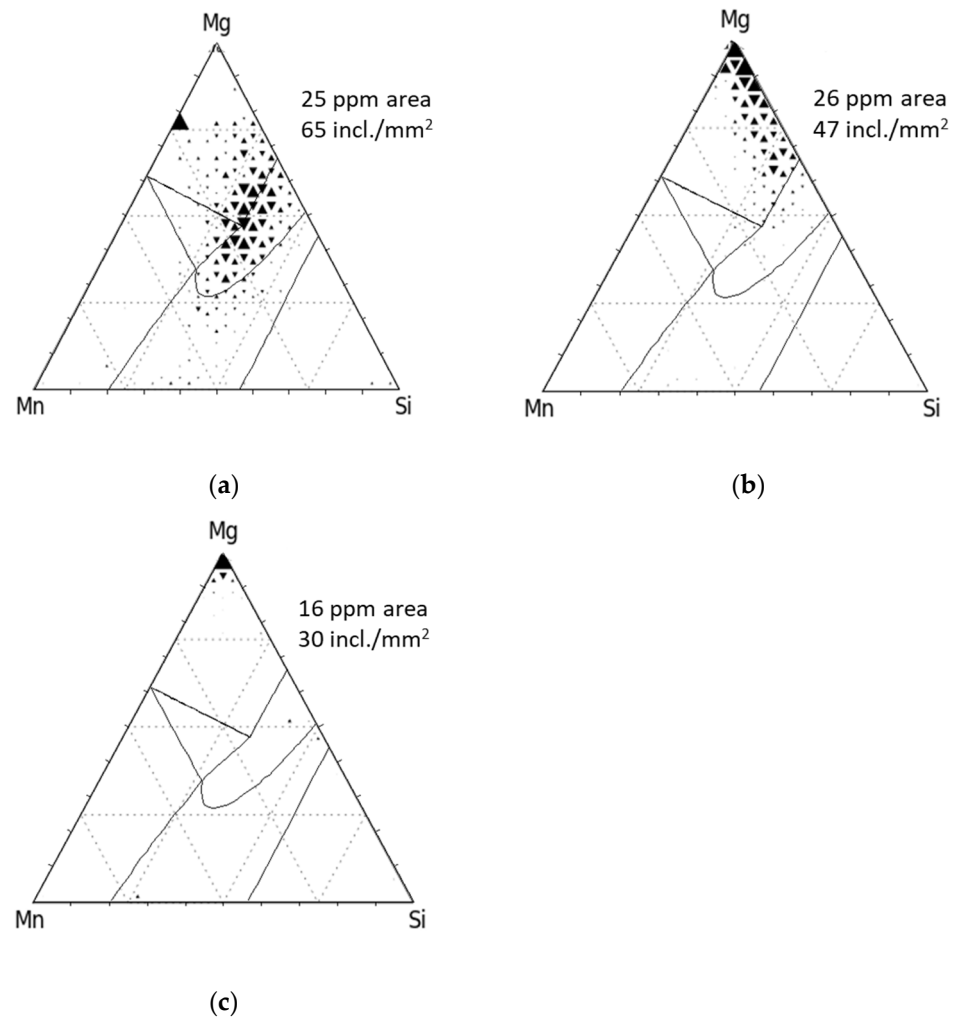 Mg
25 ppm area
65 incl./mm²
Mn
Si
(a)
Mg
26 ppm area
47 incl./mm²
Mn
Si
(b)
Mg
16 ppm area
30 incl./mm²
Mn
Si
(c)